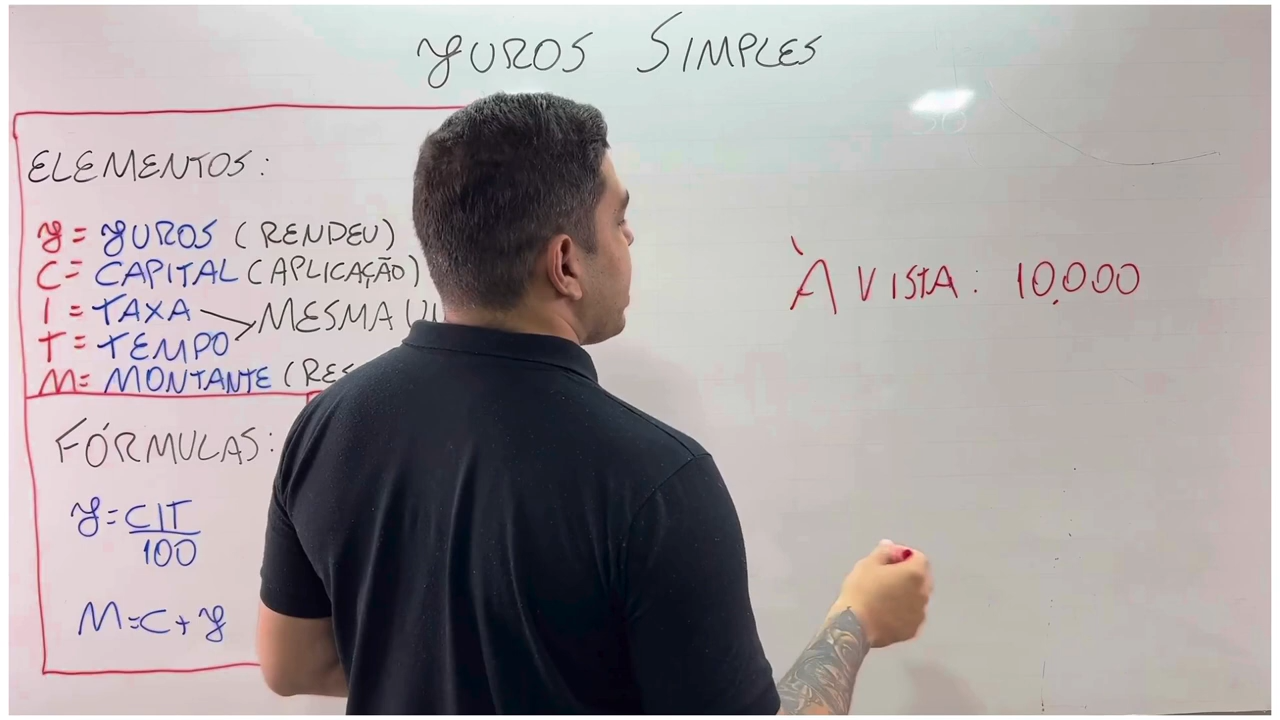 JUROS SIMPLES
ELEMENTOS:
J = JUROS (RENDEU)
C = CAPITAL (APLICAÇÃO)
I = TAXA
MESMA
T = TEMPO
M = MONTANTE
FÓRMULAS:
J = CIT
100
M = C + J
À VISTA: 10.000